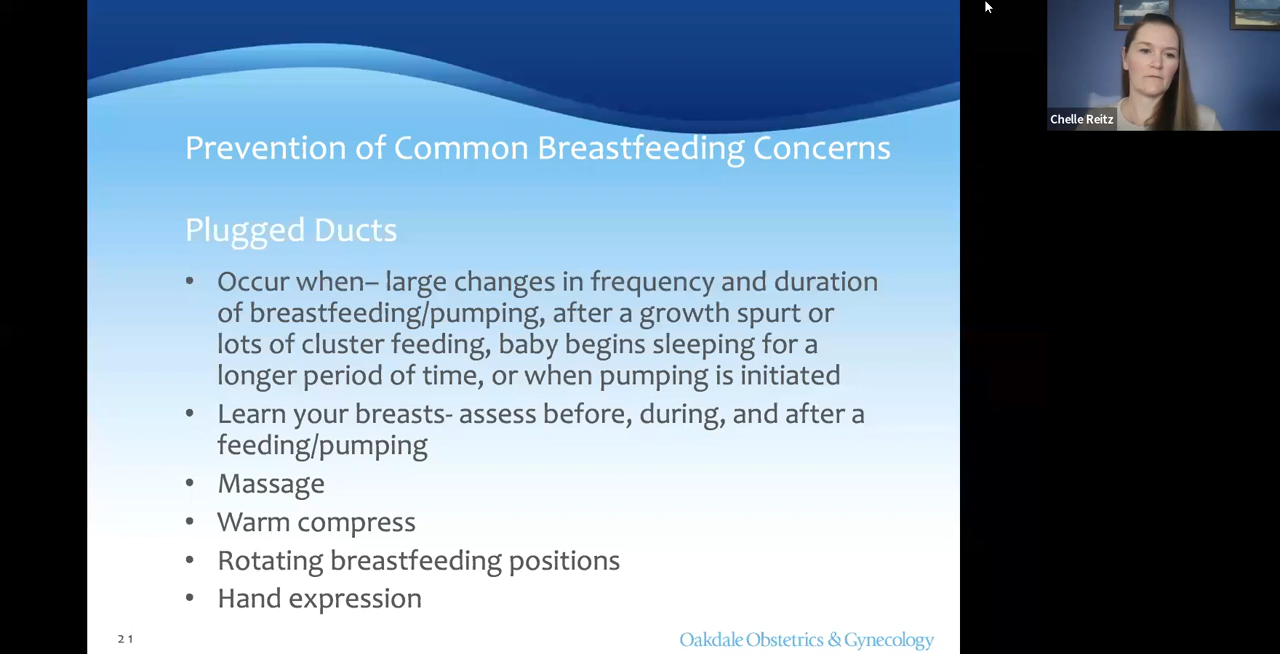 Prevention of Common Breastfeeding Concerns
Chelle Reitz
Plugged Ducts
• Occur when– large changes in frequency and duration
of breastfeeding/pumping, after a growth spurt or
lots of cluster feeding, baby begins sleeping for a
longer period of time, or when pumping is initiated
• Learn your breasts- assess before, during, and after a
feeding/pumping
• Massage
• Warm compress
• Rotating breastfeeding positions
• Hand expression
21
Oakdale Obstetrics & Gynecology